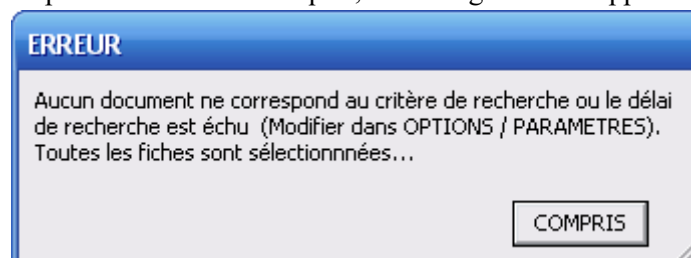 ERREUR
Aucun document ne correspond au critère de recherche ou le délai
de recherche est échu (Modifier dans OPTIONS / PARAMETRES).
Toutes les fiches sont sélectionnnées...
COMPRIS